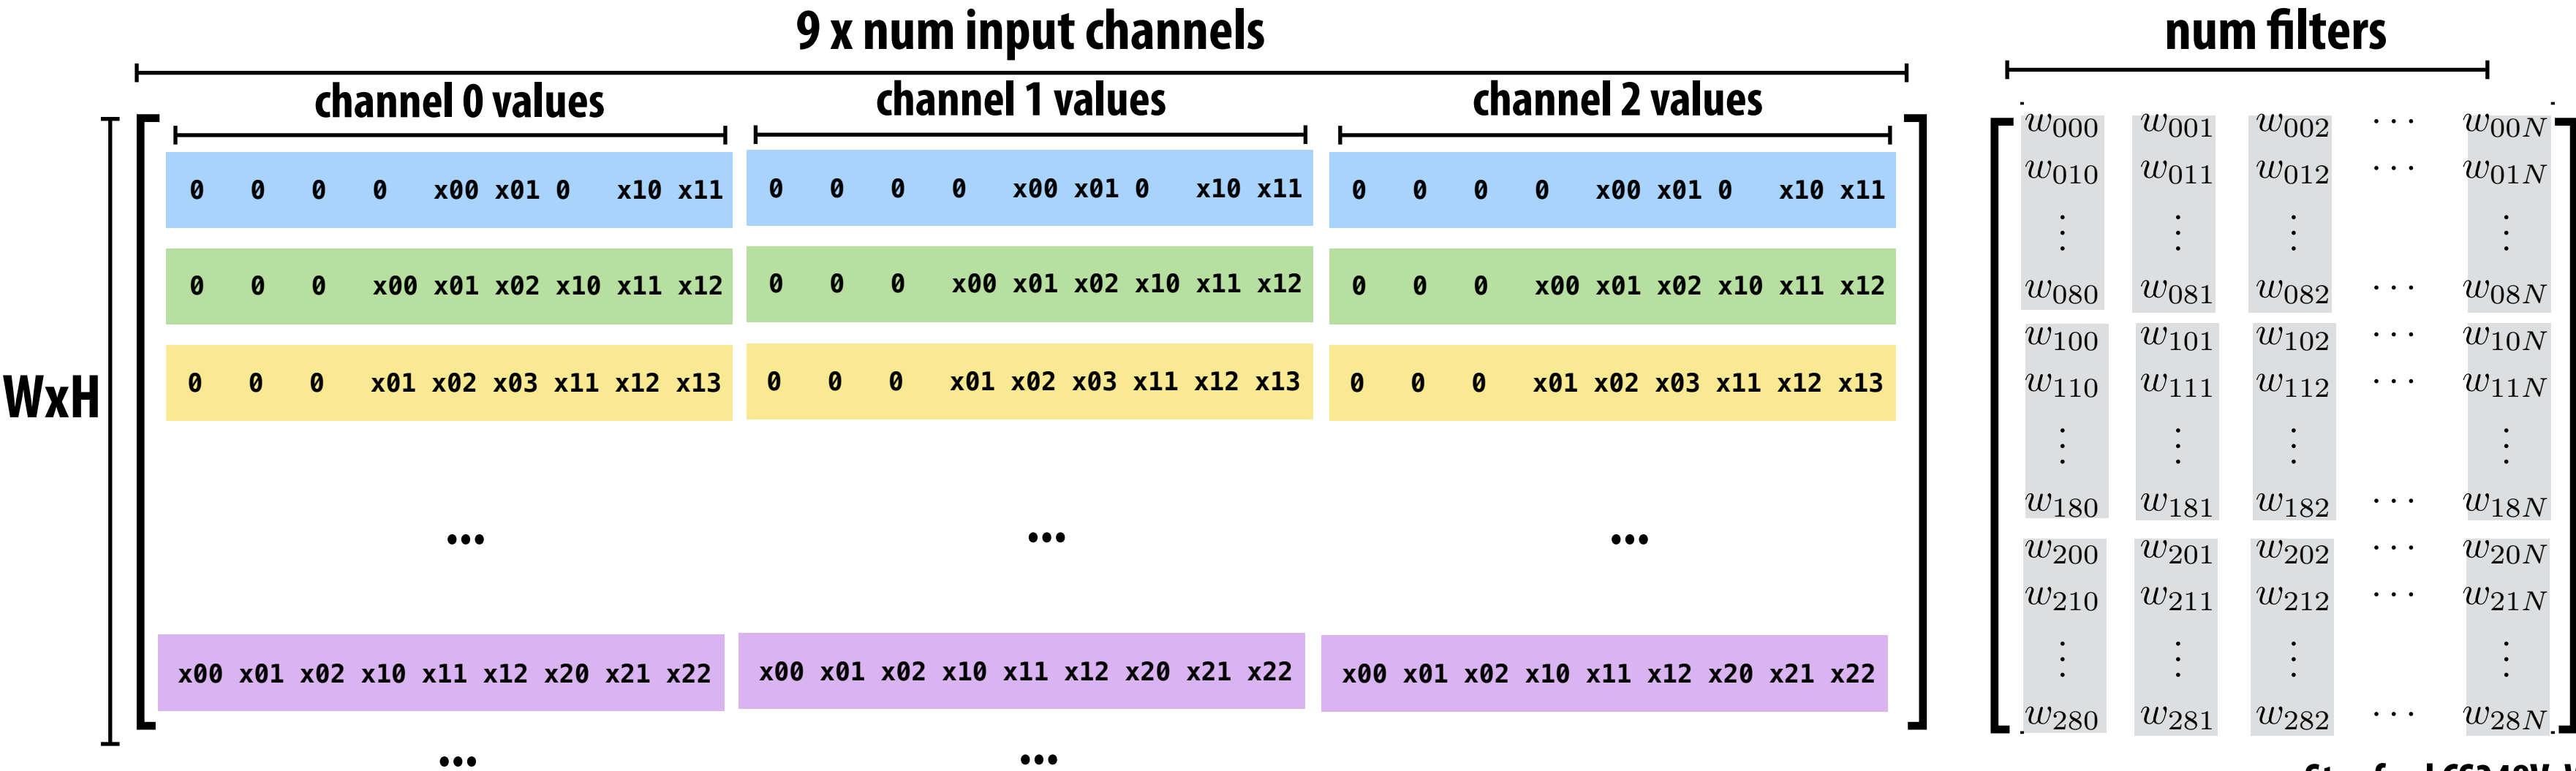 9 x num input channels
num filters
channel 0 values
channel 1 values
channel 2 values
WxH
0 0 0 0 x00 x01 0 x10 x11
0 0 0 0 x00 x01 0 x10 x11
0 0 0 0 x00 x01 0 x10 x11
0 0 0 x00 x01 x02 x10 x11 x12
0 0 0 x00 x01 x02 x10 x11 x12
0 0 0 x00 x01 x02 x10 x11 x12
0 0 0 x01 x02 x03 x11 x12 x13
0 0 0 x01 x02 x03 x11 x12 x13
0 0 0 x01 x02 x03 x11 x12 x13
... ... ...
x00 x01 x02 x10 x11 x12 x20 x21 x22
x00 x01 x02 x10 x11 x12 x20 x21 x22
x00 x01 x02 x10 x11 x12 x20 x21 x22
... ...
w000 w001 w002 ⋯ w00N
w010 w011 w012 ⋯ w01N
⋮ ⋮ ⋮ ⋮
w080 w081 w082 ⋯ w08N
w100 w101 w102 ⋯ w10N
w110 w111 w112 ⋯ w11N
⋮ ⋮ ⋮ ⋮
w180 w181 w182 ⋯ w18N
w200 w201 w202 ⋯ w20N
w210 w211 w212 ⋯ w21N
⋮ ⋮ ⋮ ⋮
w280 w281 w282 ⋯ w28N